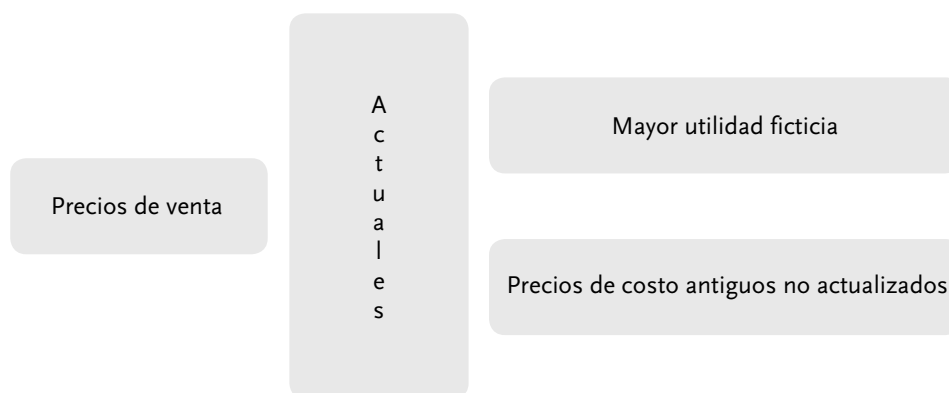 Precios de venta
A
c
t
u
a
l
e
s
Mayor utilidad ficticia
Precios de costo antiguos no actualizados